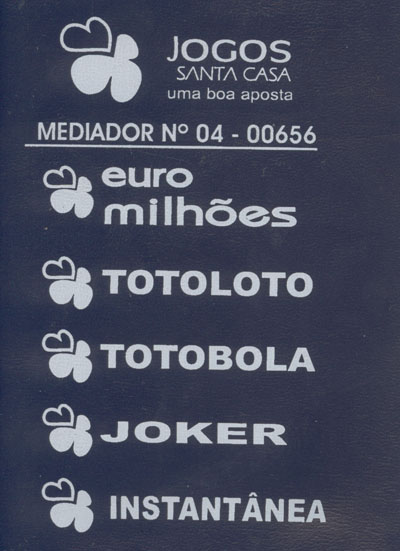 JOGOS
SANTA CASA
uma boa aposta
MEDIADOR Nº 04 - 00656
euro
milhões
TOTOLOTO
TOTOBOLA
JOKER
INSTANTÂNEA